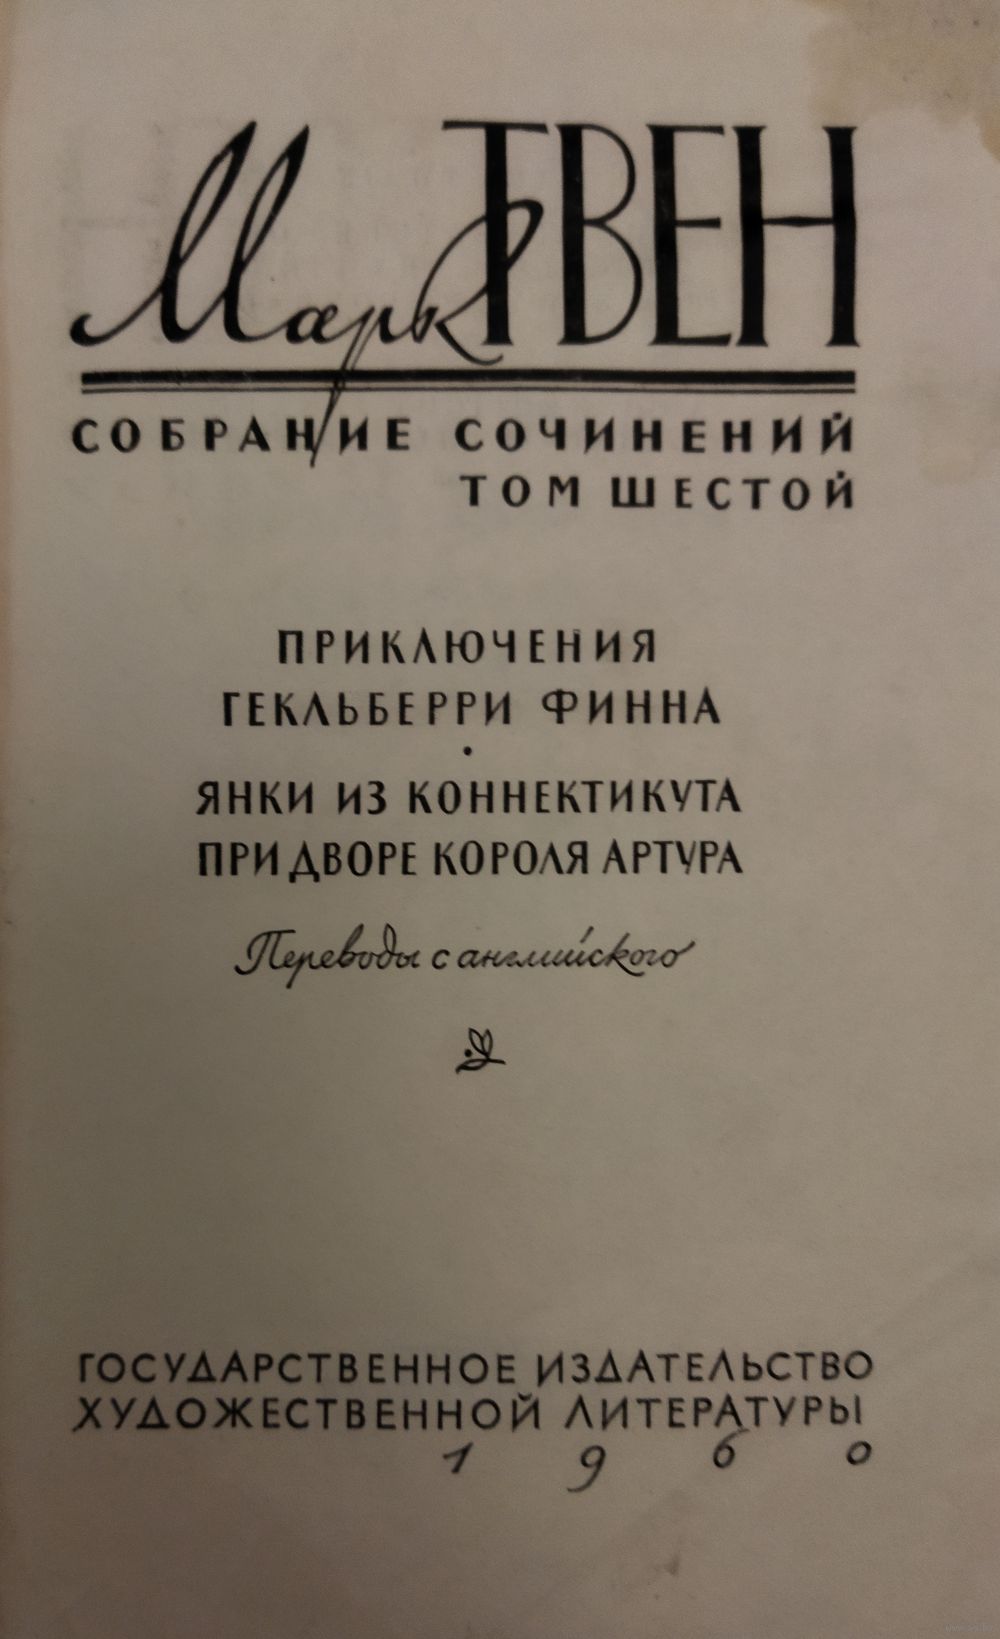 Марк ТВЕН
СОБРАНИЕ СОЧИНЕНИЙ
ТОМ ШЕСТОЙ
ПРИКЛЮЧЕНИЯ
ГЕКЛЬБЕРРИ ФИННА
•
ЯНКИ ИЗ КОННЕКТИКУТА
ПРИ ДВОРЕ КОРОЛЯ АРТУРА
Переводы с английского
ГОСУДАРСТВЕННОЕ ИЗДАТЕЛЬСТВО
ХУДОЖЕСТВЕННОЙ ЛИТЕРАТУРЫ
1960